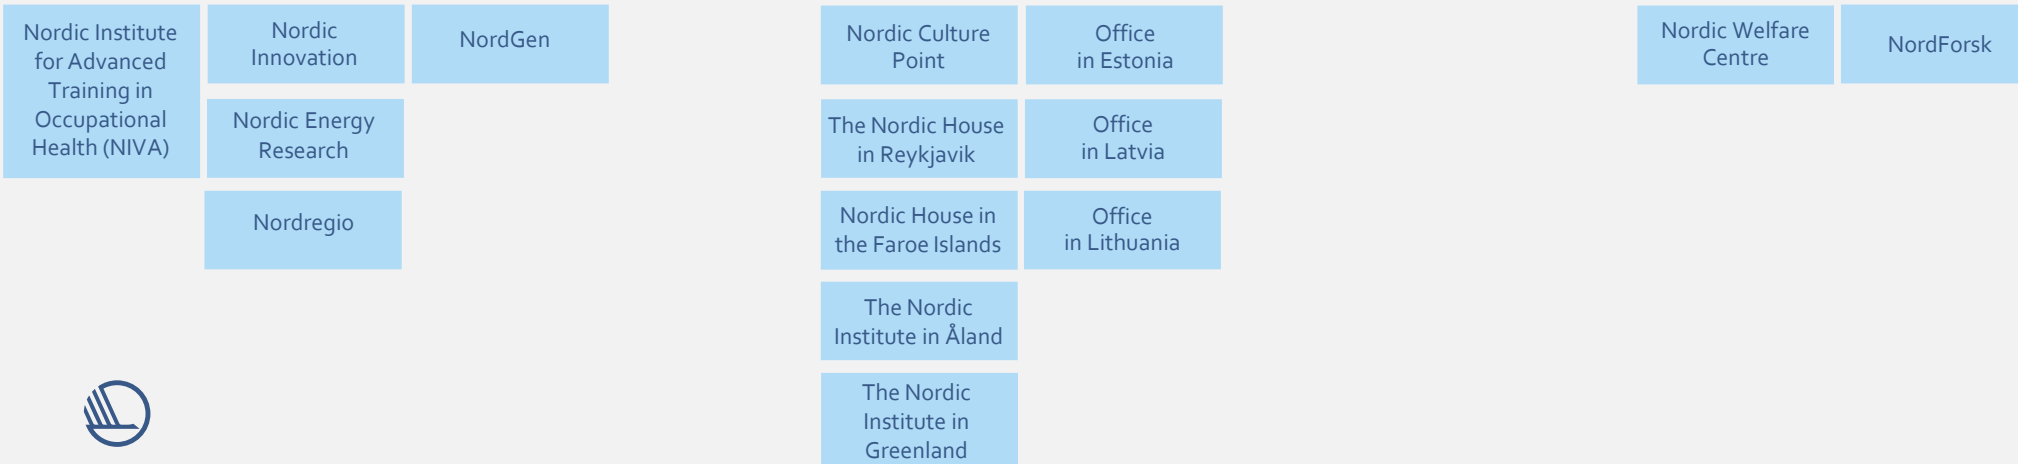 Nordic Institute
for Advanced
Training in
Occupational
Health (NIVA)
Nordic
Innovation
Nordic Energy
Research
Nordregio
NordGen
Nordic Culture
Point
The Nordic House
in Reykjavik
Nordic House in
the Faroe Islands
The Nordic
Institute in Åland
The Nordic
Institute in
Greenland
Office
in Estonia
Office
in Latvia
Office
in Lithuania
Nordic Welfare
Centre
NordForsk